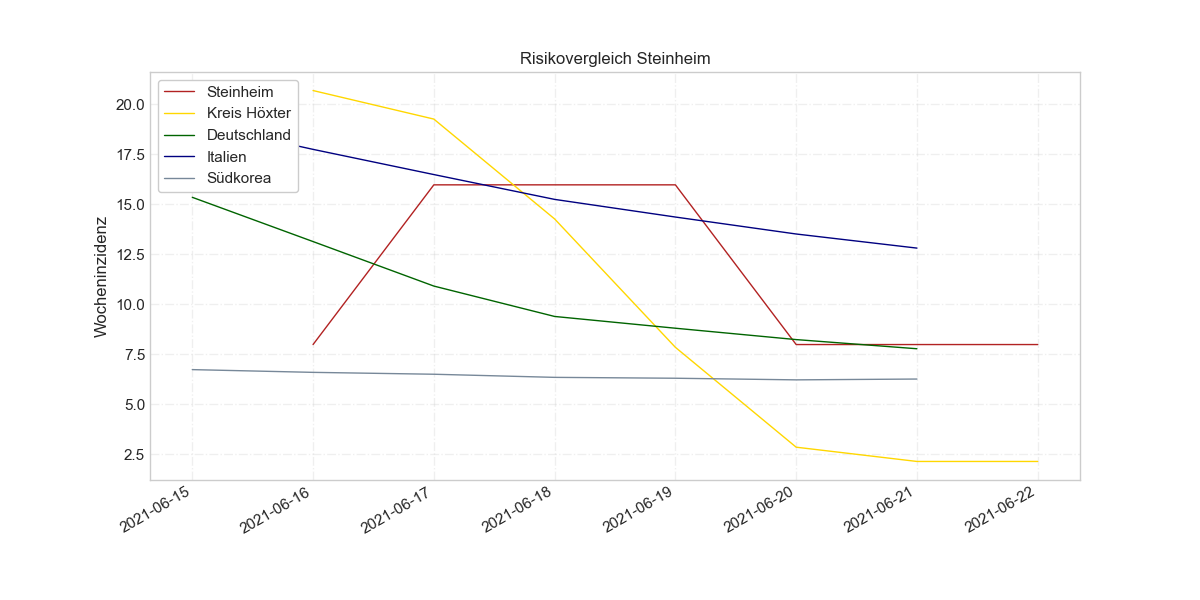 Risikovergleich Steinheim
Steinheim
Kreis Höxter
Deutschland
Italien
Südkorea
Wocheninzidenz
20.0
17.5
15.0
12.5
10.0
7.5
5.0
2.5
2021-06-15
2021-06-16
2021-06-17
2021-06-18
2021-06-19
2021-06-20
2021-06-21
2021-06-22